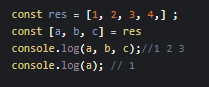 const res = [1, 2, 3, 4,] ;
const [a, b, c] = res
console.log(a, b, c);//1 2 3
console.log(a); // 1